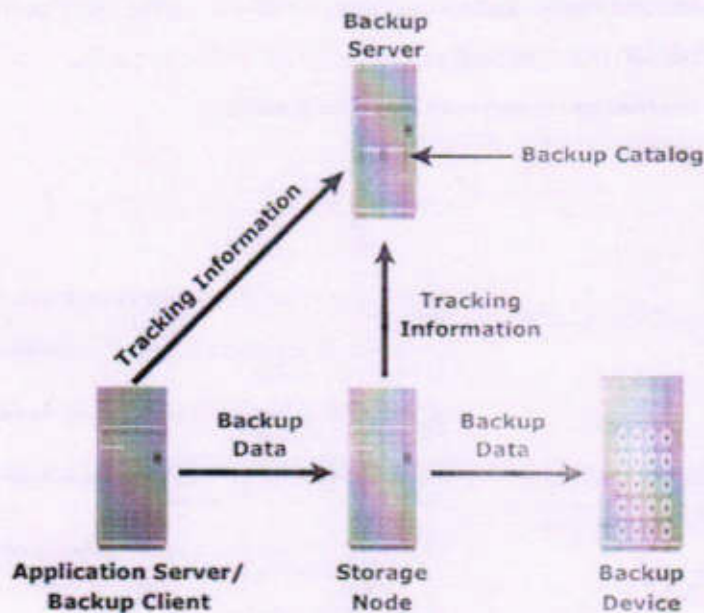 Backup
Server
Backup Catalog
Tracking Information
Tracking
Information
Backup
Data
Backup
Data
Application Server/
Backup Client
Storage
Node
Backup
Device